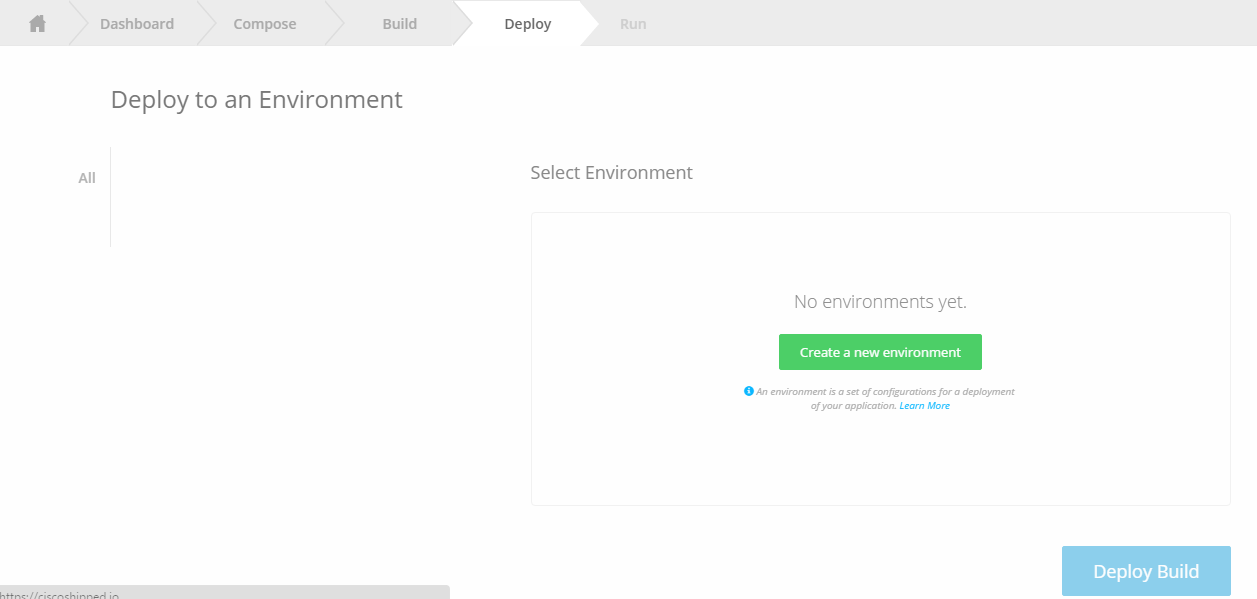 Dashboard
Compose
Build
Deploy
Run
Deploy to an Environment
All
Select Environment
No environments yet.
Create a new environment
An environment is a set of configurations for a deployment
of your application. Learn More
Deploy Build
https://ciscoshipped.io